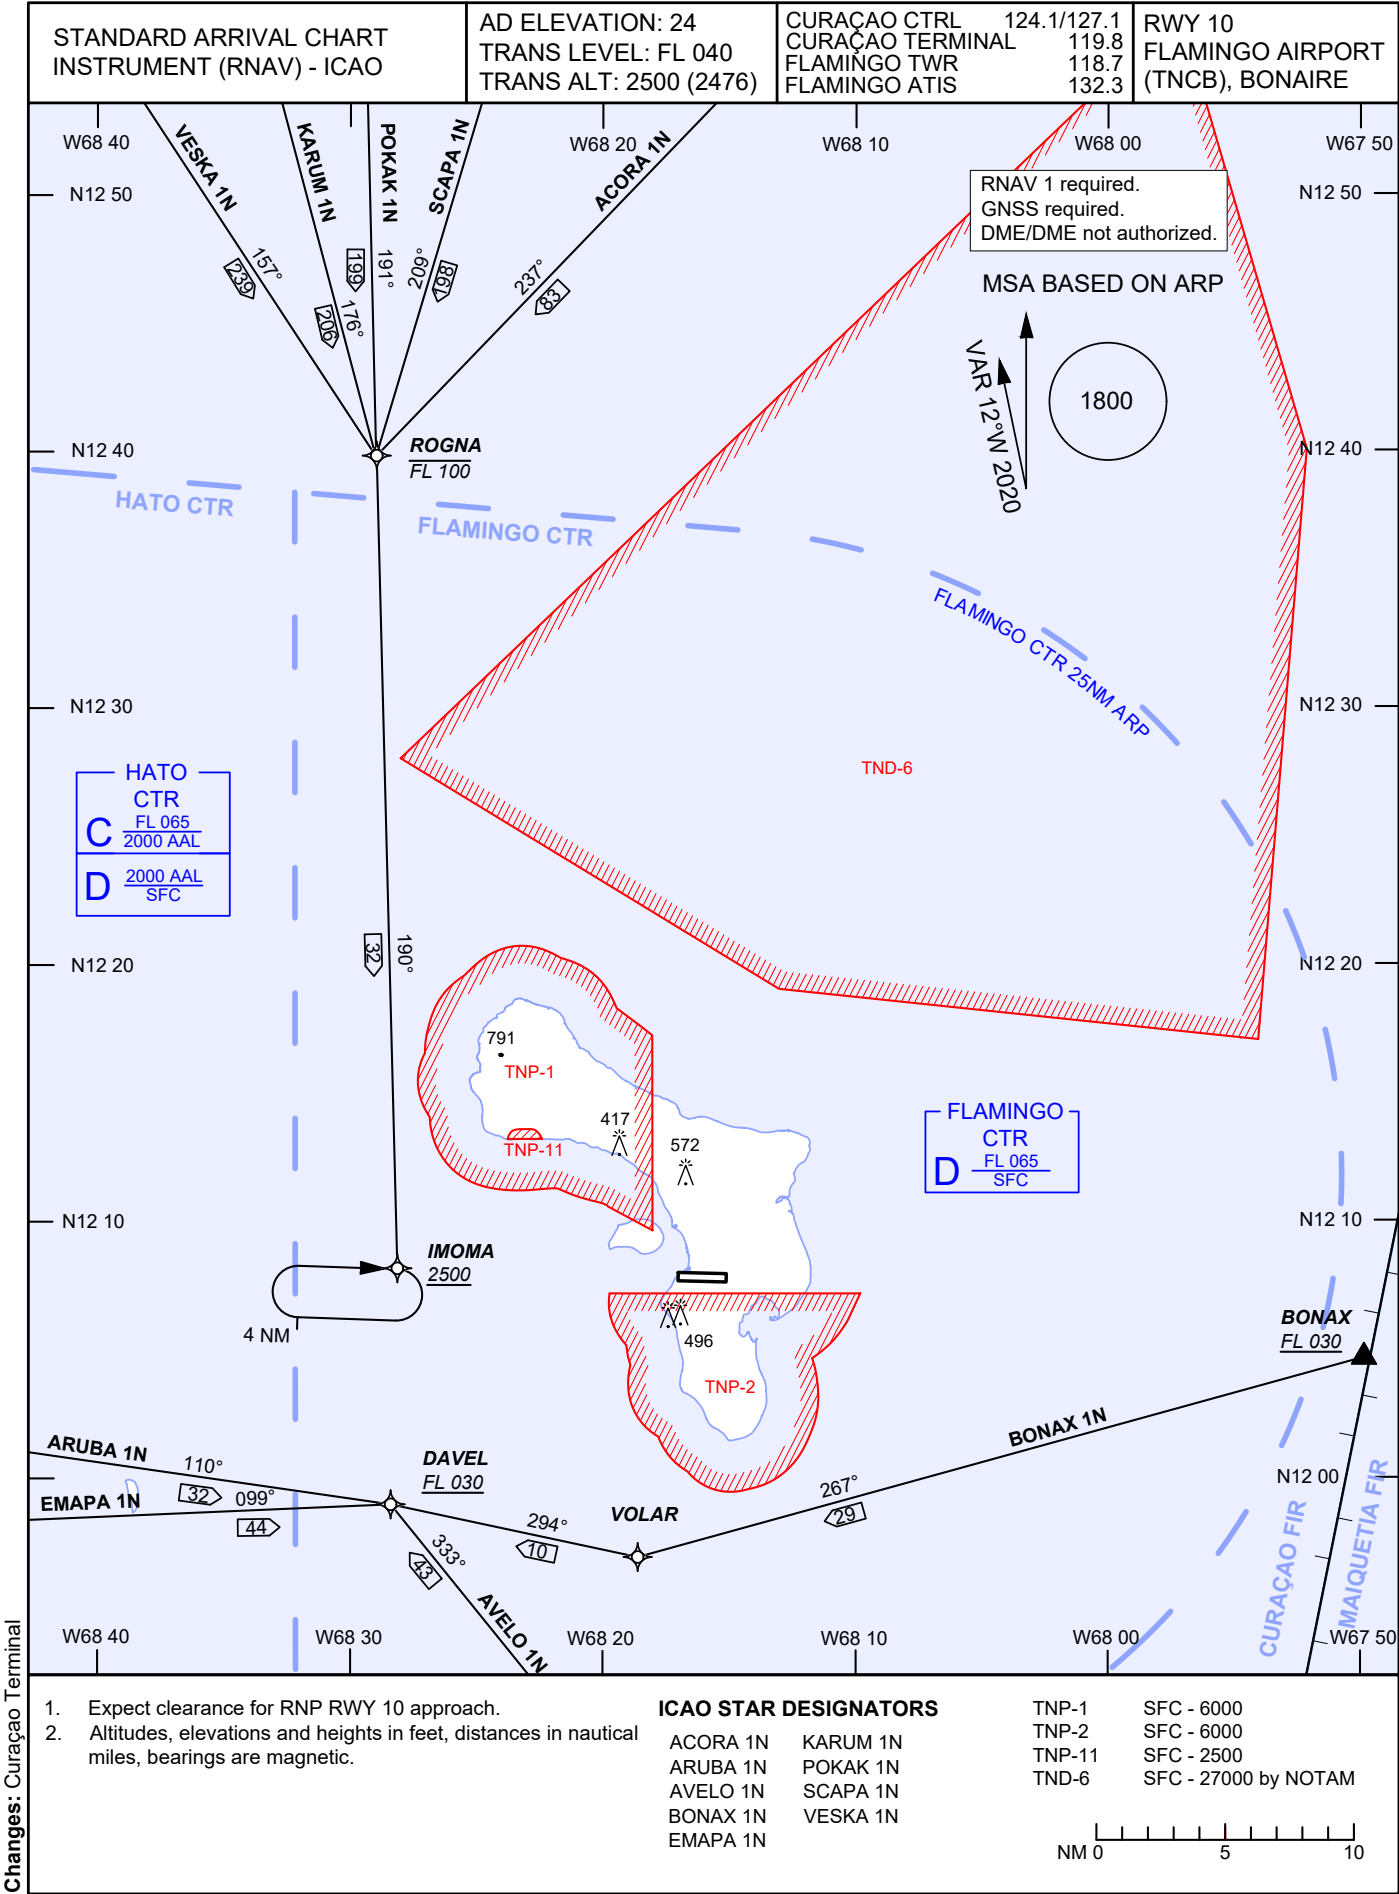 STANDARD ARRIVAL CHART
INSTRUMENT (RNAV) - ICAO
AD ELEVATION: 24
TRANS LEVEL: FL 040
TRANS ALT: 2500 (2476)
CURAÇAO CTRL 124.1/127.1
CURAÇAO TERMINAL 119.8
FLAMINGO TWR 118.7
FLAMINGO ATIS 132.3
RWY 10
FLAMINGO AIRPORT
(TNCB), BONAIRE
W68 40
W68 20
W68 10
W68 00
W67 50
VESKA 1N
KARUM 1N
POKAK 1N
SCAPA 1N
ACORA 1N
N12 50
N12 50
RNAV 1 required.
GNSS required.
DME/DME not authorized.
157°
239
176°
206
191°
199
209°
198
237°
83
MSA BASED ON ARP
VAR 12°W 2020
1800
N12 40
N12 40
ROGNA
FL 100
HATO CTR
FLAMINGO CTR
FLAMINGO CTR 25NM ARP
N12 30
N12 30
TND-6
HATO
CTR
C FL 065
2000 AAL
D 2000 AAL
SFC
32
190°
N12 20
N12 20
791
TNP-1
417
TNP-11
572
FLAMINGO
CTR
D FL 065
SFC
N12 10
N12 10
IMOMA
2500
4 NM
496
TNP-2
BONAX
FL 030
BONAX 1N
267°
29
ARUBA 1N
110°
32
EMAPA 1N
099°
44
DAVEL
FL 030
VOLAR
294°
10
333°
43
AVELO 1N
N12 00
CURAÇAO FIR
MAIQUETIA FIR
W68 40
W68 30
W68 20
W68 10
W68 00
W67 50
Changes: Curaçao Terminal
1. Expect clearance for RNP RWY 10 approach.
2. Altitudes, elevations and heights in feet, distances in nautical
miles, bearings are magnetic.
ICAO STAR DESIGNATORS
ACORA 1N KARUM 1N
ARUBA 1N POKAK 1N
AVELO 1N SCAPA 1N
BONAX 1N VESKA 1N
EMAPA 1N
TNP-1 SFC - 6000
TNP-2 SFC - 6000
TNP-11 SFC - 2500
TND-6 SFC - 27000 by NOTAM
NM 0 5 10